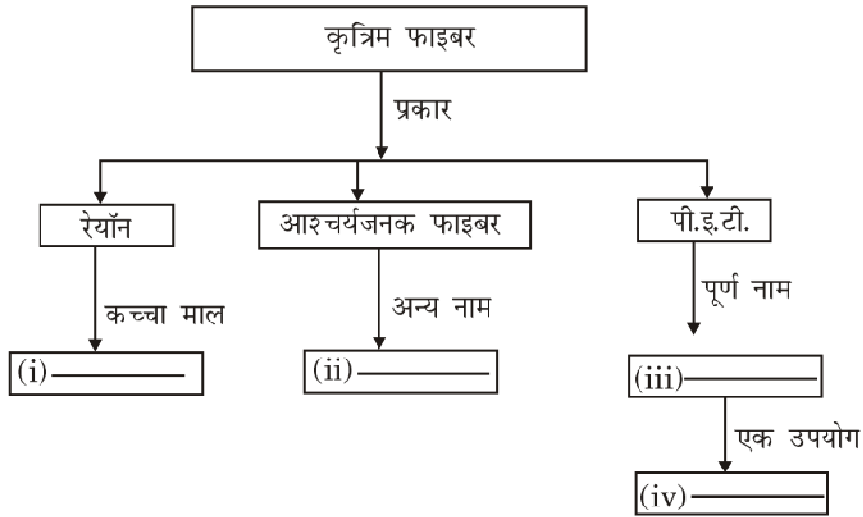 कृत्रिम फाइबर
प्रकार
रेयॉन
आश्चर्यजनक फाइबर
पी.इ.टी.
कच्चा माल
अन्य नाम
पूर्ण नाम
(i)
(ii)
(iii)
एक उपयोग
(iv)